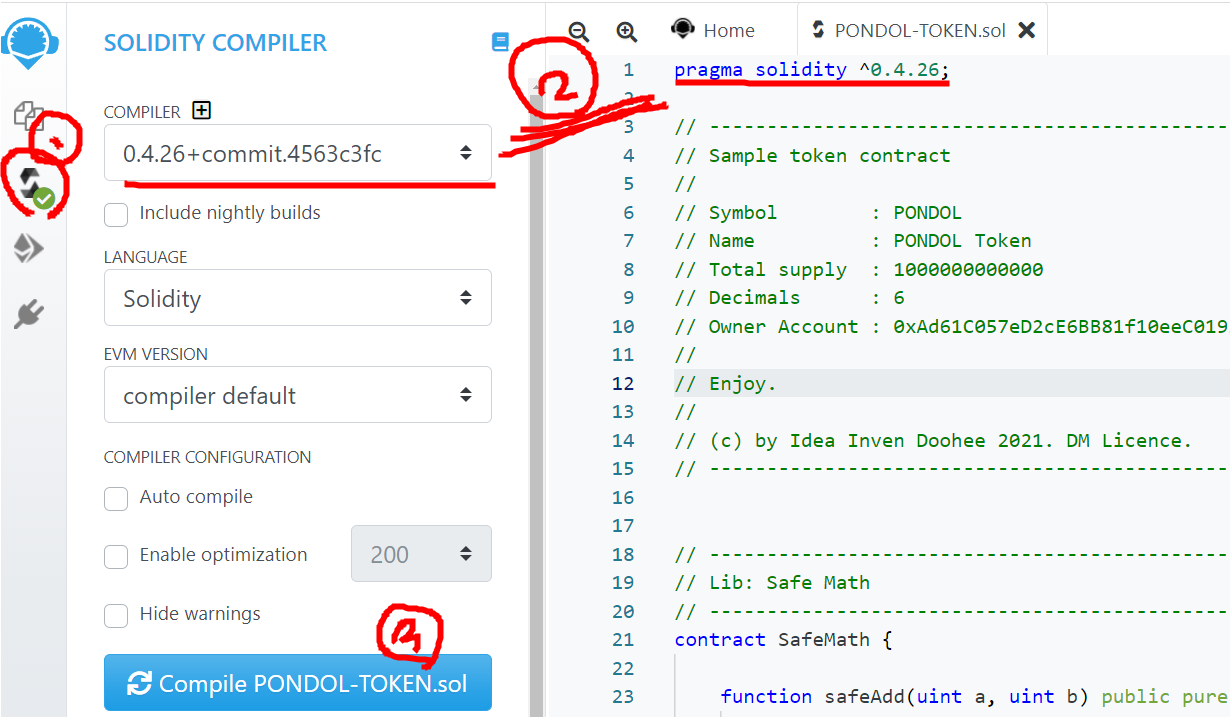 SOLIDITY COMPILER
COMPILER
0.4.26+commit.4563c3fc
Include nightly builds
LANGUAGE
Solidity
EVM VERSION
compiler default
COMPILER CONFIGURATION
Auto compile
Enable optimization
200
Hide warnings
Compile PONDOL-TOKEN.sol
2
Home
PONDOL-TOKEN.sol
1 pragma solidity ^0.4.26;
2
3 // ----------------------------------------------
4 // Sample token contract
5 //
6 // Symbol : PONDOL
7 // Name : PONDOL Token
8 // Total supply : 1000000000000
9 // Decimals : 6
10 // Owner Account : 0xAd61C057eD2cE6BB81f10eeC019
11 //
12 // Enjoy.
13 //
14 // (c) by Idea Inven Doohee 2021. DM Licence.
15 // ----------------------------------------------
16
17
18 // ----------------------------------------------
19 // Lib: Safe Math
20 // ----------------------------------------------
21 contract SafeMath {
22
23 function safeAdd(uint a, uint b) public pure